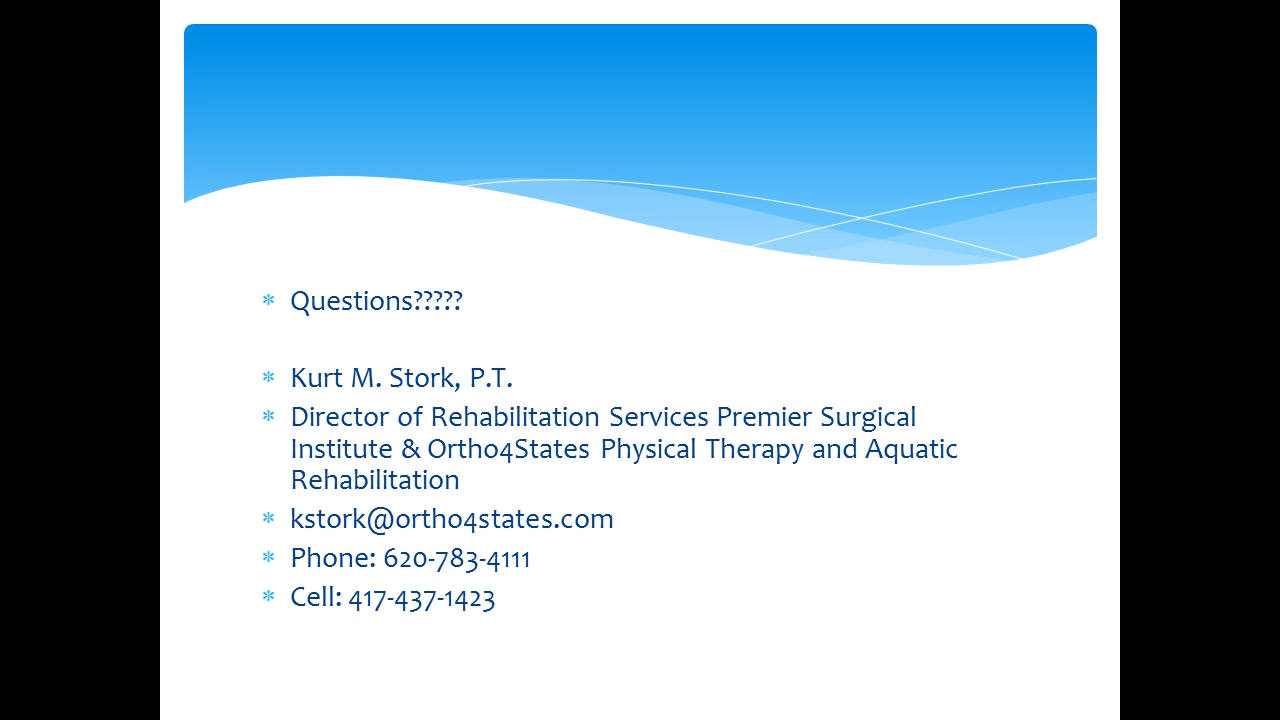 * Questions?????
* Kurt M. Stork, P.T.
* Director of Rehabilitation Services Premier Surgical
Institute & Ortho4States Physical Therapy and Aquatic
Rehabilitation
* kstork@ortho4states.com
* Phone: 620-783-4111
* Cell: 417-437-1423